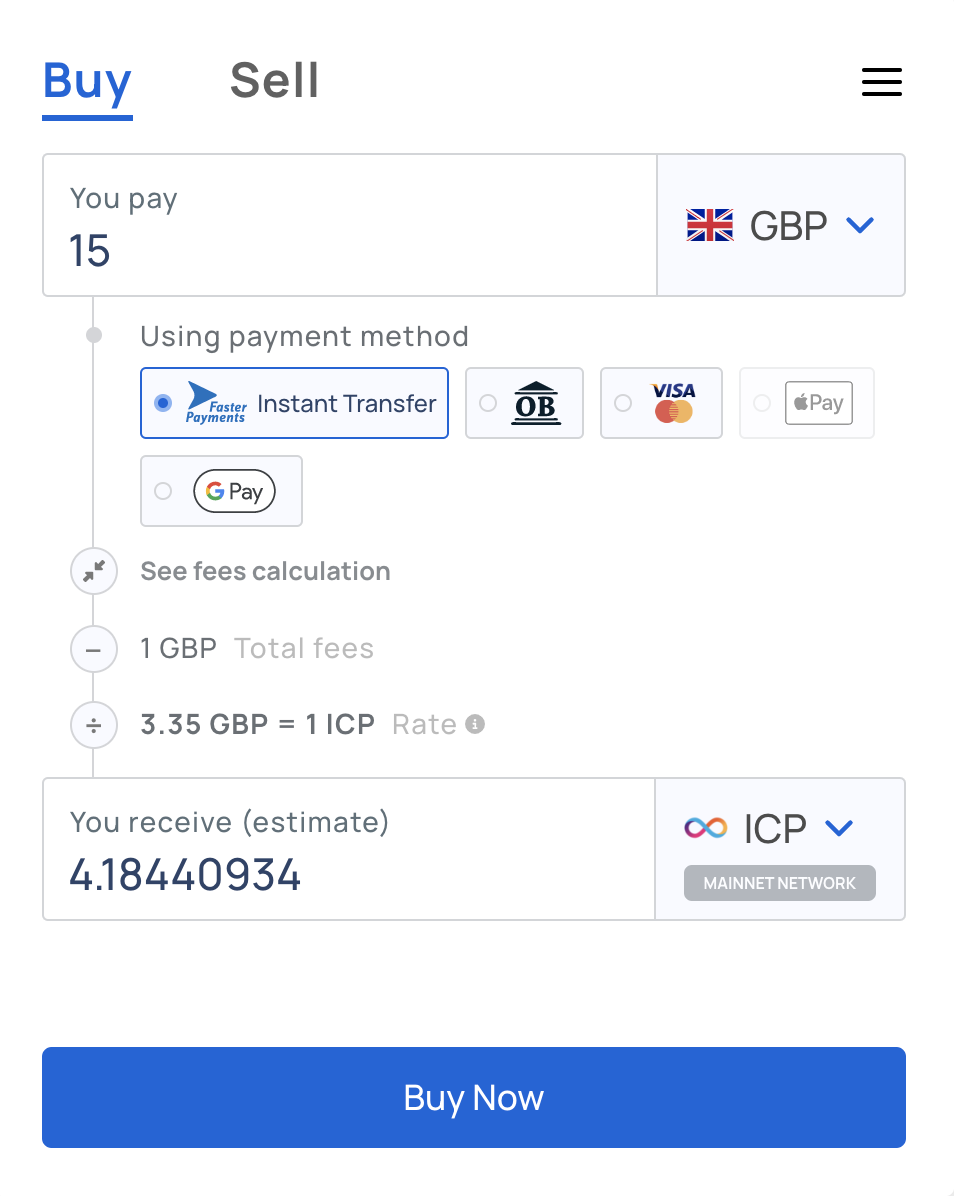 Buy Sell
You pay
15
GBP
Using payment method
Faster Payments Instant Transfer
OB
VISA
Pay
G Pay
See fees calculation
− 1 GBP Total fees
÷ 3.35 GBP = 1 ICP Rate i
You receive (estimate)
4.18440934
ICP
MAINNET NETWORK
Buy Now